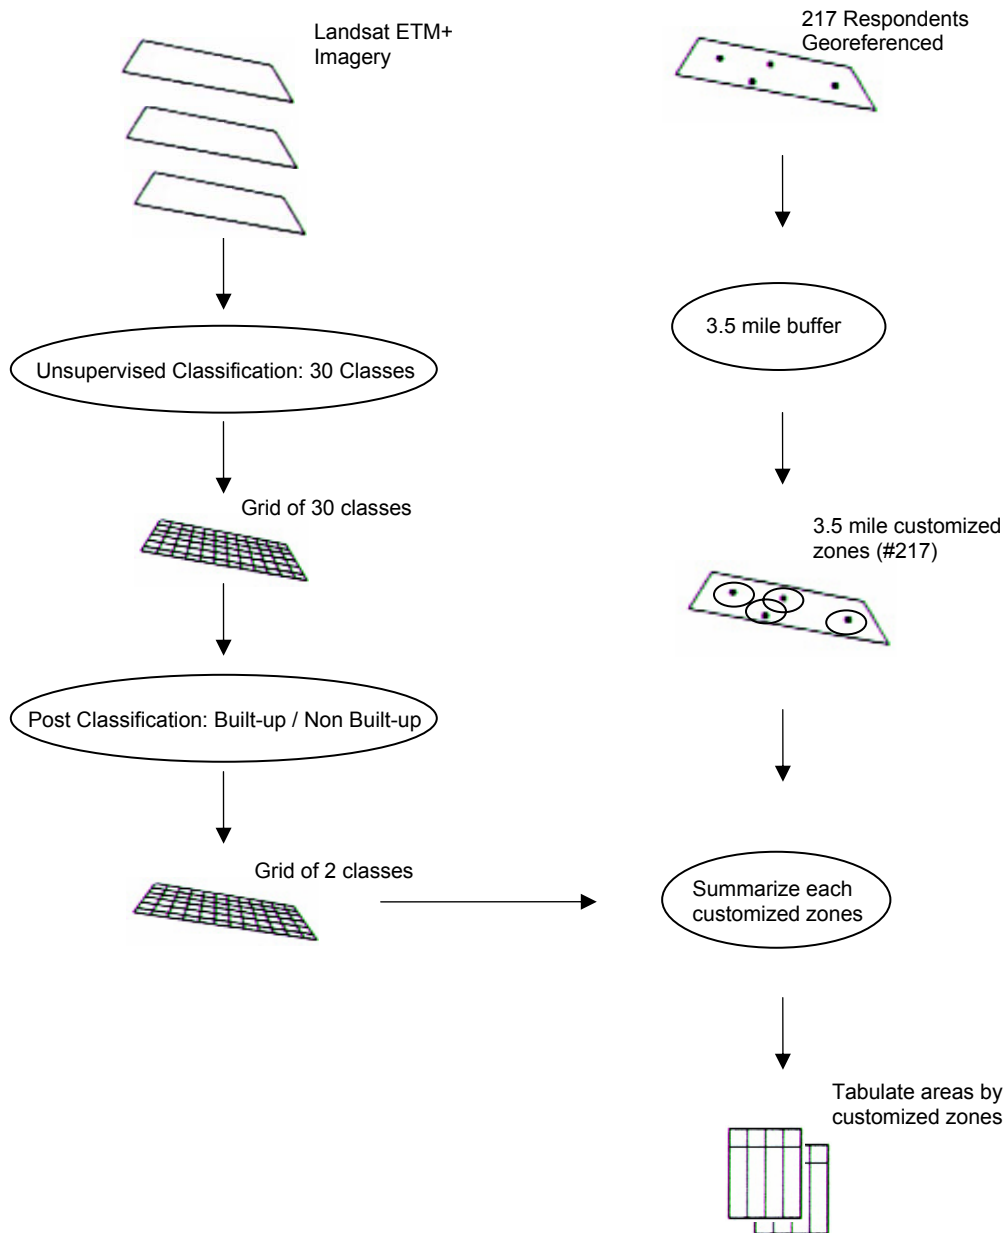 Landsat ETM+
Imagery
217 Respondents
Georeferenced
3.5 mile buffer
Unsupervised Classification: 30 Classes
Grid of 30 classes
3.5 mile customized
zones (#217)
Post Classification: Built-up / Non Built-up
Grid of 2 classes
Summarize each
customized zones
Tabulate areas by
customized zones